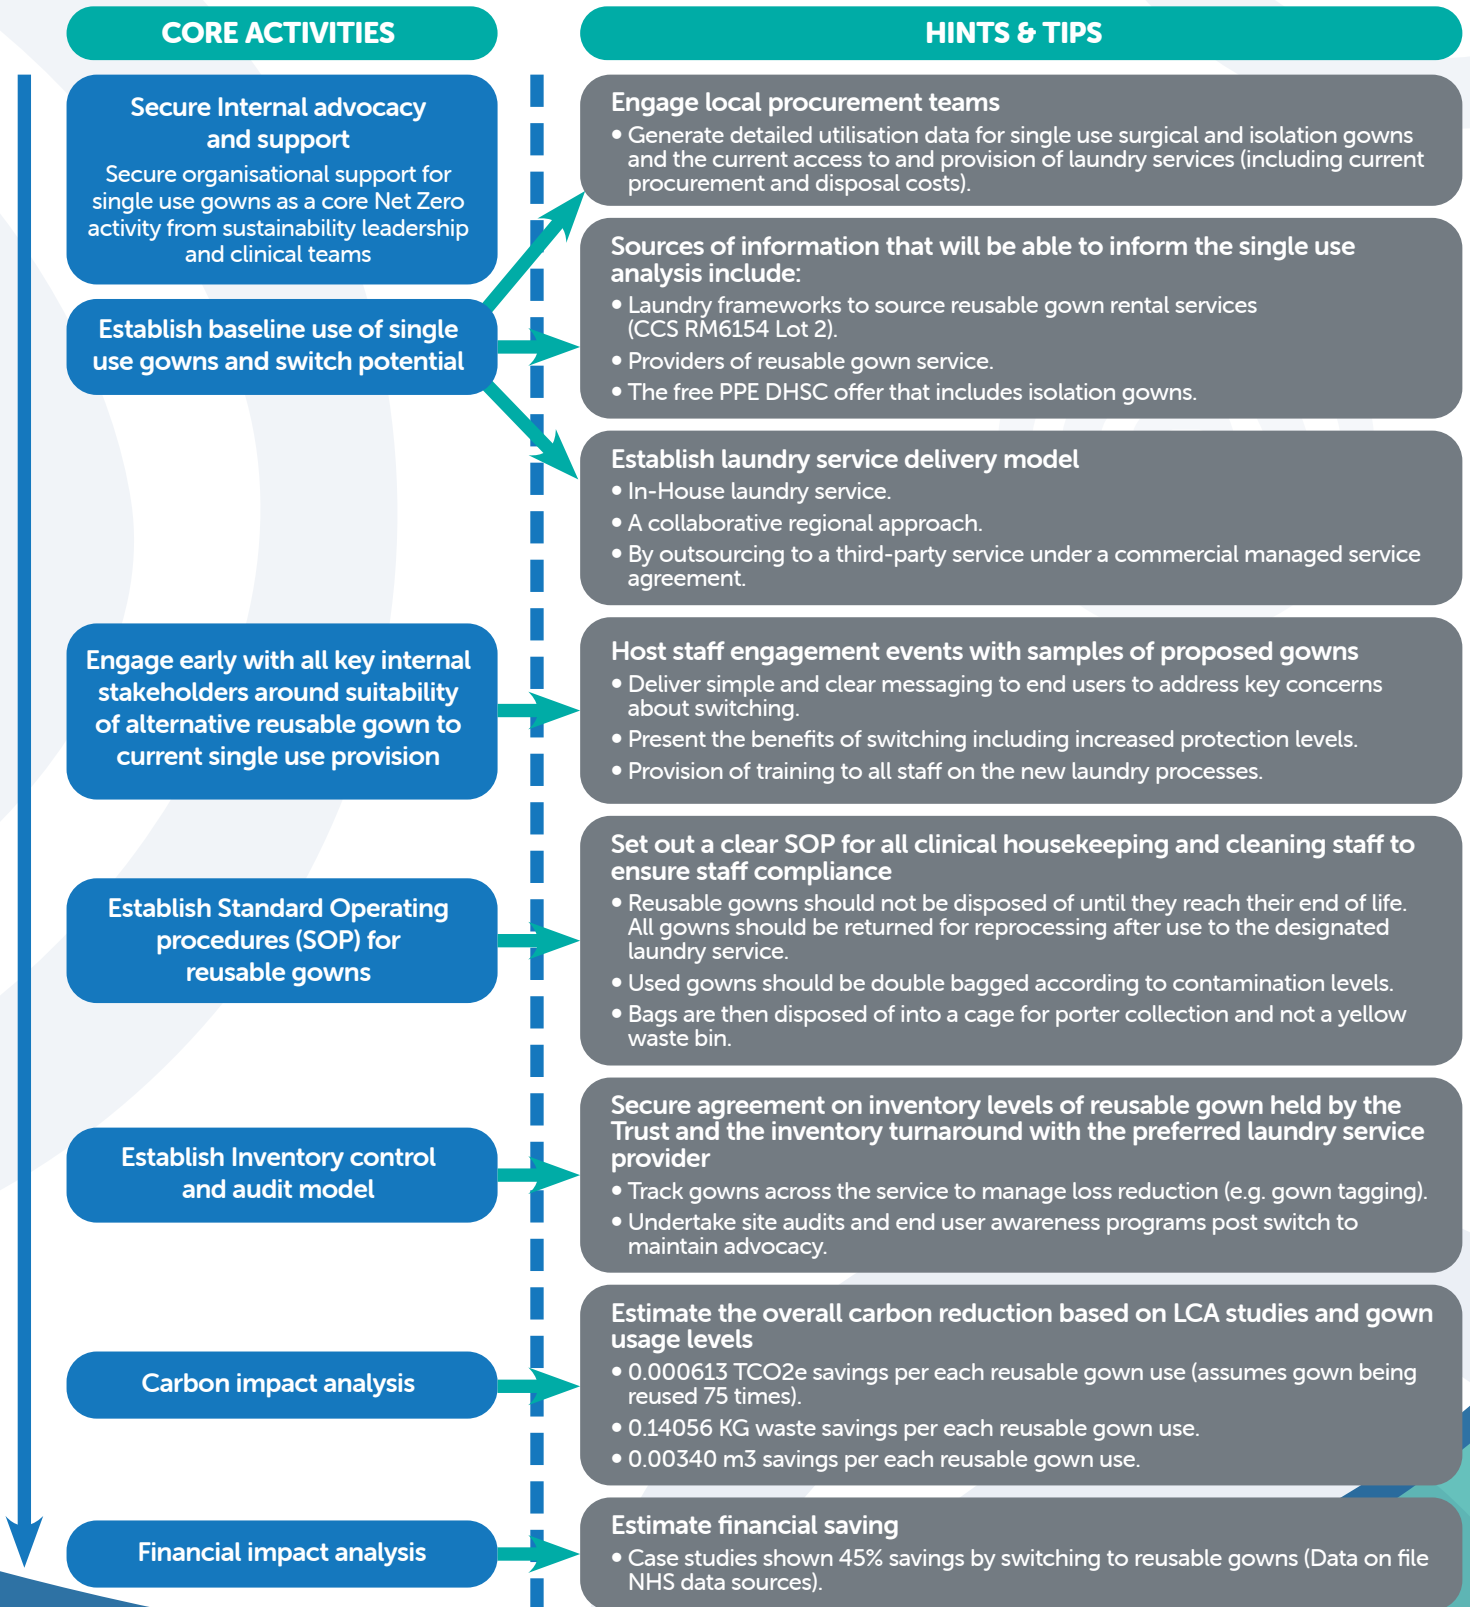 CORE ACTIVITIES
HINTS & TIPS
Secure Internal advocacy
and support
Secure organisational support for
single use gowns as a core Net Zero
activity from sustainability leadership
and clinical teams
Establish baseline use of single
use gowns and switch potential
Engage local procurement teams
• Generate detailed utilisation data for single use surgical and isolation gowns
and the current access to and provision of laundry services (including current
procurement and disposal costs).
Sources of information that will be able to inform the single use
analysis include:
• Laundry frameworks to source reusable gown rental services
(CCS RM6154 Lot 2).
• Providers of reusable gown service.
• The free PPE DHSC offer that includes isolation gowns.
Establish laundry service delivery model
• In-House laundry service.
• A collaborative regional approach.
• By outsourcing to a third-party service under a commercial managed service
agreement.
Engage early with all key internal
stakeholders around suitability
of alternative reusable gown to
current single use provision
Host staff engagement events with samples of proposed gowns
• Deliver simple and clear messaging to end users to address key concerns
about switching.
• Present the benefits of switching including increased protection levels.
• Provision of training to all staff on the new laundry processes.
Establish Standard Operating
procedures (SOP) for
reusable gowns
Set out a clear SOP for all clinical housekeeping and cleaning staff to
ensure staff compliance
• Reusable gowns should not be disposed of until they reach their end of life.
All gowns should be returned for reprocessing after use to the designated
laundry service.
• Used gowns should be double bagged according to contamination levels.
• Bags are then disposed of into a cage for porter collection and not a yellow
waste bin.
Establish Inventory control
and audit model
Secure agreement on inventory levels of reusable gown held by the
Trust and the inventory turnaround with the preferred laundry service
provider
• Track gowns across the service to manage loss reduction (e.g. gown tagging).
• Undertake site audits and end user awareness programs post switch to
maintain advocacy.
Carbon impact analysis
Estimate the overall carbon reduction based on LCA studies and gown
usage levels
• 0.000613 TCO2e savings per each reusable gown use (assumes gown being
reused 75 times).
• 0.14056 KG waste savings per each reusable gown use.
• 0.00340 m3 savings per each reusable gown use.
Financial impact analysis
Estimate financial saving
• Case studies shown 45% savings by switching to reusable gowns (Data on file
NHS data sources).